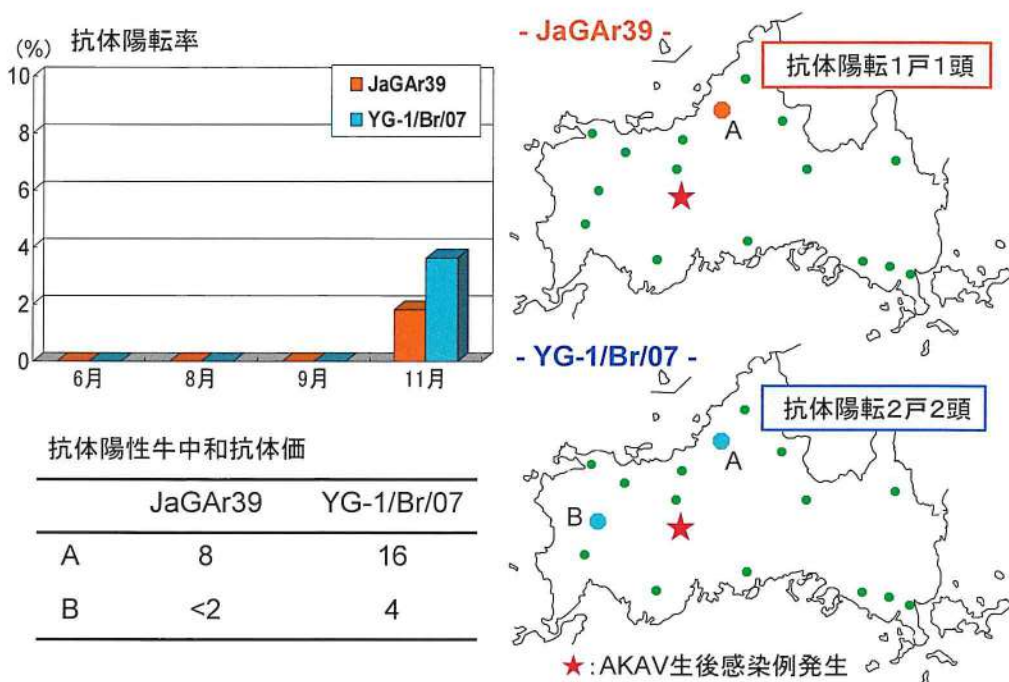 抗体陽転率
(%)
10
8
6
4
2
0
JaGAr39
YG-1/Br/07
6月
8月
9月
11月
抗体陽性牛中和抗体価
JaGAr39 YG-1/Br/07
A 8 16
B <2 4
- JaGAr39 -
抗体陽転1戸1頭
A
- YG-1/Br/07 -
抗体陽転2戸2頭
A
B
★:AKAV生後感染例発生